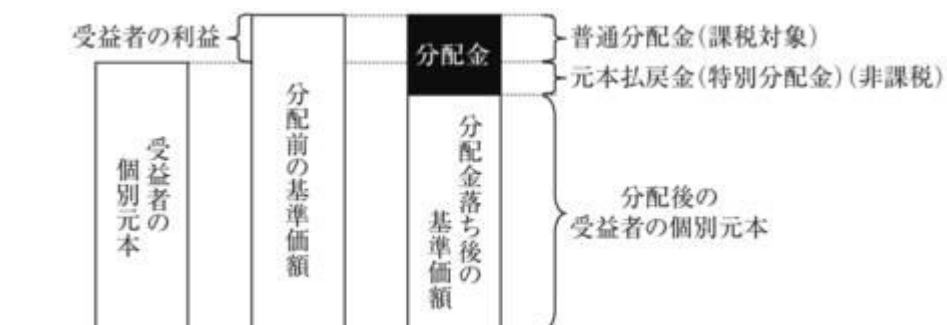 受益者の利益
分配金
普通分配金(課税対象)
元本払戻金(特別分配金)(非課税)
受益者の
個別元本
分配前の基準価額
分配金落ち後の
基準価額
分配後の
受益者の個別元本